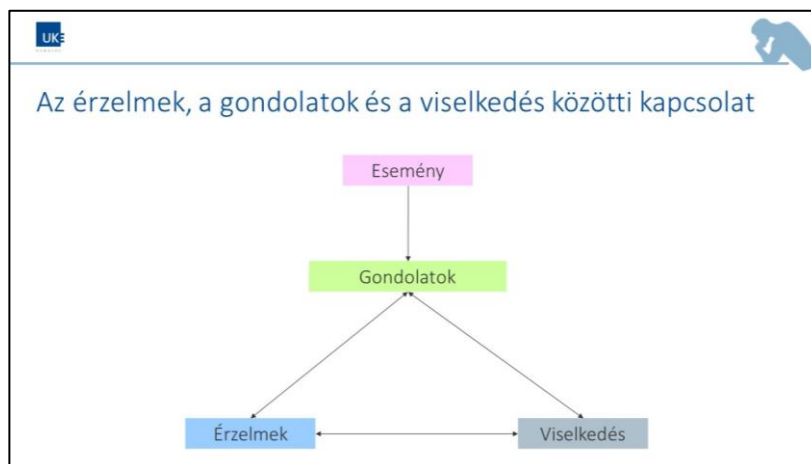 UKE
Az érzelmek, a gondolatok és a viselkedés közötti kapcsolat
Esemény
Gondolatok
Érzelmek
Viselkedés